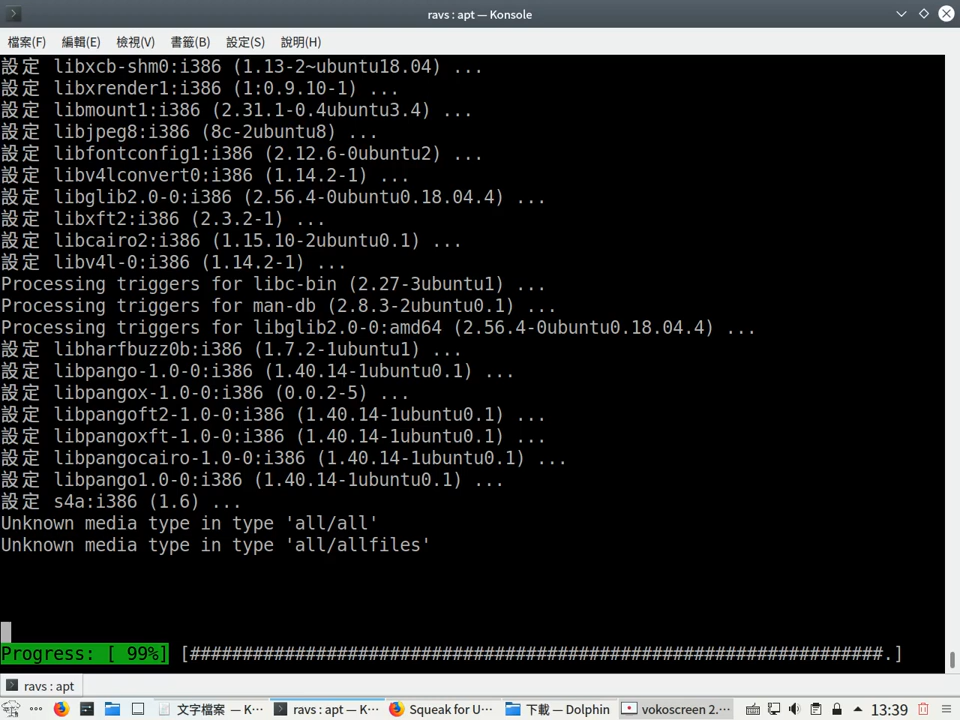 ravs : apt — Konsole
檔案(F) 編輯(E) 檢視(V) 書籤(B) 設定(S) 說明(H)
設定 libxcb-shm0:i386 (1.13-2~ubuntu18.04) ...
設定 libxrender1:i386 (1:0.9.10-1) ...
設定 libmount1:i386 (2.31.1-0.4ubuntu3.4) ...
設定 libjpeg8:i386 (8c-2ubuntu8) ...
設定 libfontconfig1:i386 (2.12.6-0ubuntu2) ...
設定 libv4lconvert0:i386 (1.14.2-1) ...
設定 libglib2.0-0:i386 (2.56.4-0ubuntu0.18.04.4) ...
設定 libxft2:i386 (2.3.2-1) ...
設定 libcairo2:i386 (1.15.10-2ubuntu0.1) ...
設定 libv4l-0:i386 (1.14.2-1) ...
Processing triggers for libc-bin (2.27-3ubuntu1) ...
Processing triggers for man-db (2.8.3-2ubuntu0.1) ...
Processing triggers for libglib2.0-0:amd64 (2.56.4-0ubuntu0.18.04.4) ...
設定 libharfbuzz0b:i386 (1.7.2-1ubuntu1) ...
設定 libpango-1.0-0:i386 (1.40.14-1ubuntu0.1) ...
設定 libpangox-1.0-0:i386 (0.0.2-5) ...
設定 libpangoft2-1.0-0:i386 (1.40.14-1ubuntu0.1) ...
設定 libpangoxft-1.0-0:i386 (1.40.14-1ubuntu0.1) ...
設定 libpangocairo-1.0-0:i386 (1.40.14-1ubuntu0.1) ...
設定 libpango1.0-0:i386 (1.40.14-1ubuntu0.1) ...
設定 s4a:i386 (1.6) ...
Unknown media type in type 'all/all'
Unknown media type in type 'all/allfiles'
Progress: [ 99%] [##################################################################.]
ravs : apt
文字檔案 — K··· ravs : apt — K··· Squeak for U··· 下載 — Dolphin vokoscreen 2.··· 13:39